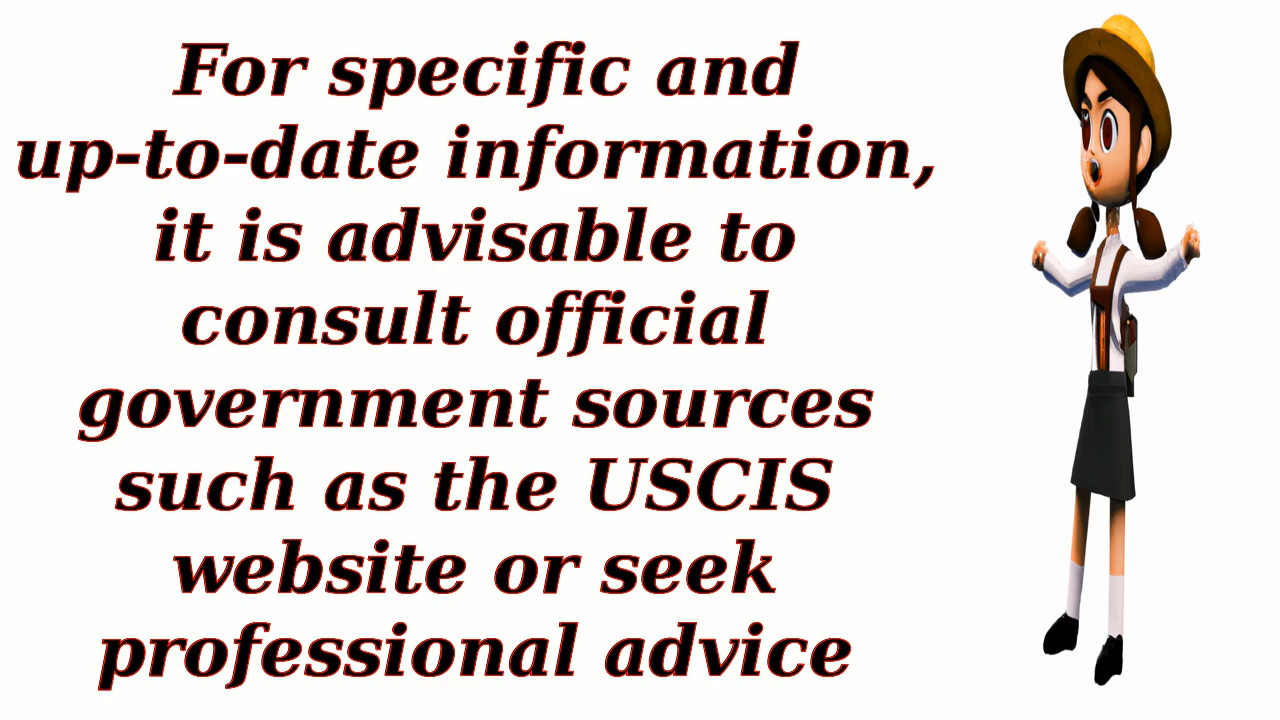 For specific and
up-to-date information,
it is advisable to
consult official
government sources
such as the USCIS
website or seek
professional advice